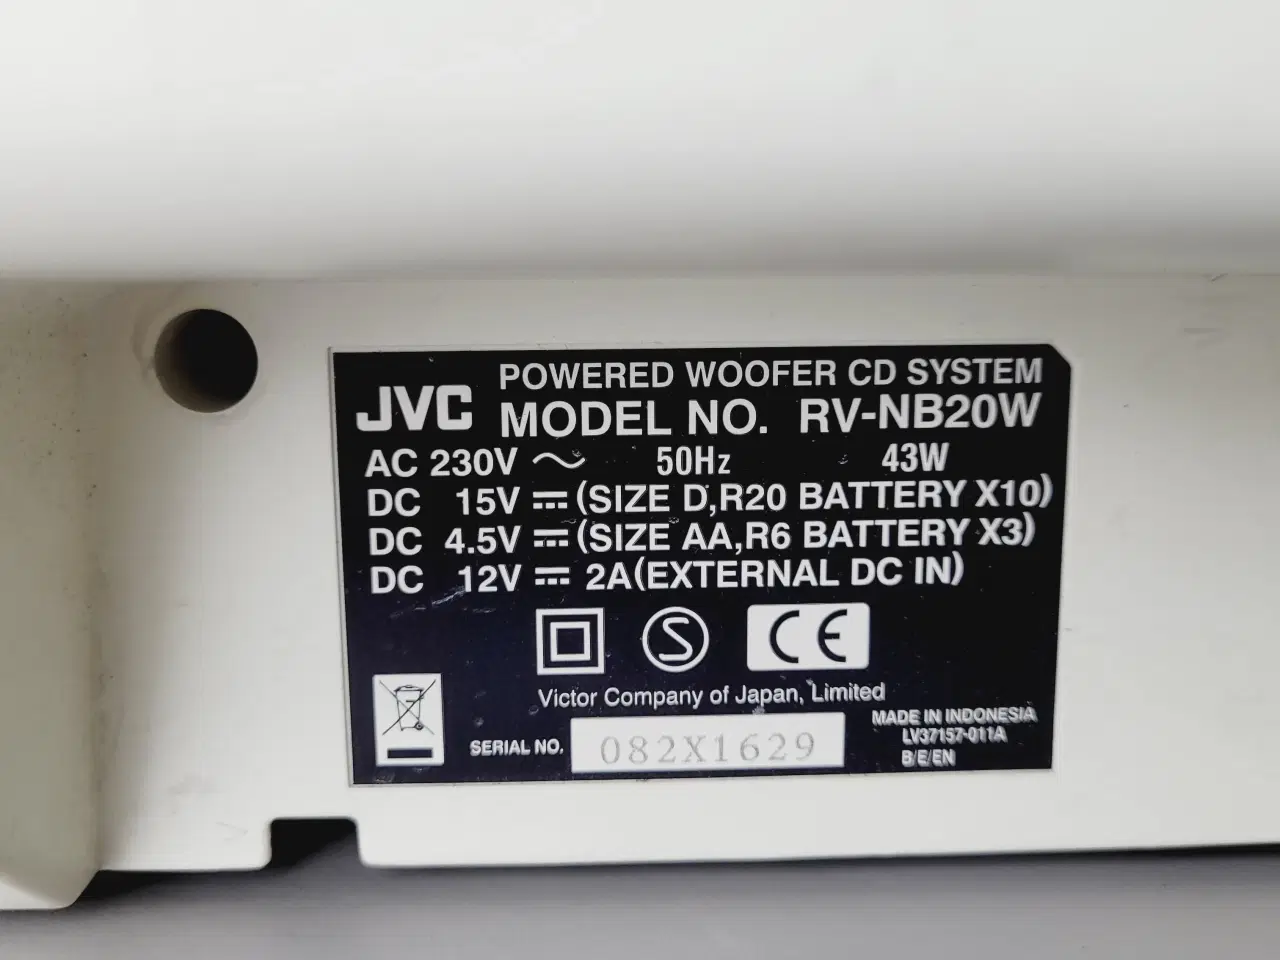 JVC
POWERED WOOFER CD SYSTEM
MODEL NO. RV-NB20W
AC 230V ~ 50Hz 43W
DC 15V ⎓ (SIZE D,R20 BATTERY X10)
DC 4.5V ⎓ (SIZE AA,R6 BATTERY X3)
DC 12V ⎓ 2A(EXTERNAL DC IN)
S CE
Victor Company of Japan, Limited
SERIAL NO. 082X1629
MADE IN INDONESIA
LV37157-011A
B/E/EN